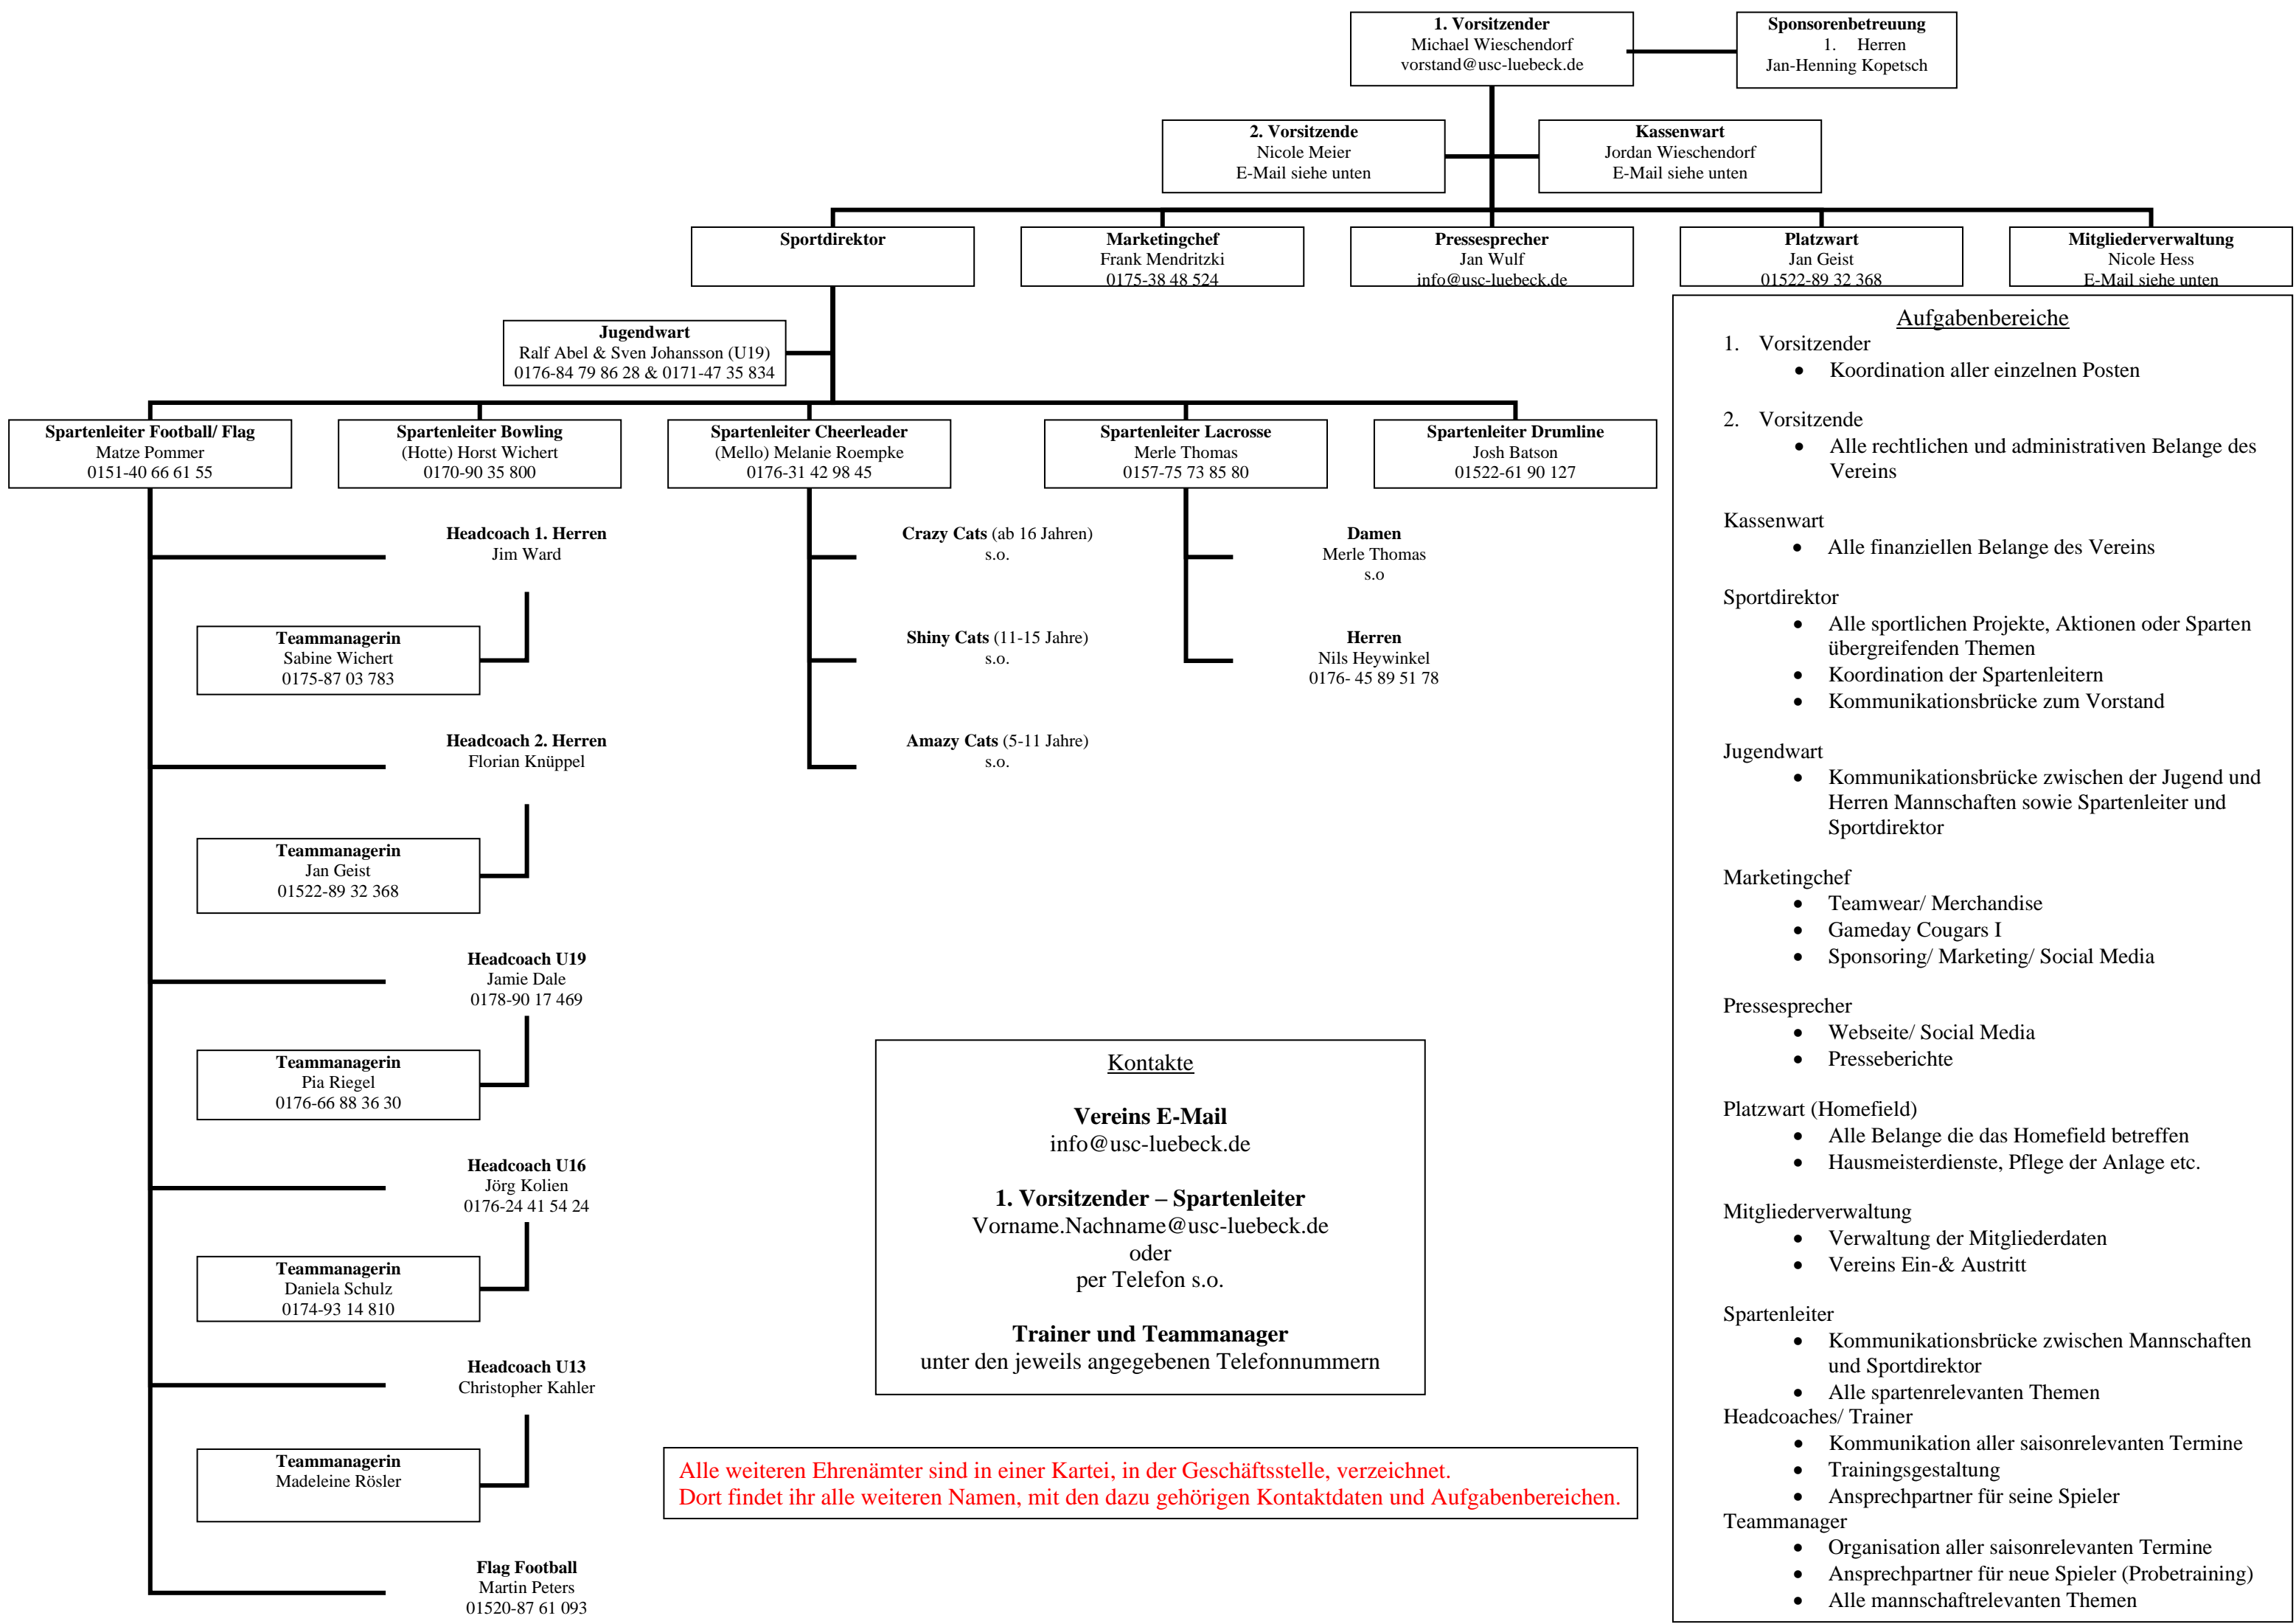 1. Vorsitzender
Michael Wieschendorf
vorstand@usc-luebeck.de
Sponsorenbetreuung
1. Herren
Jan-Henning Kopetsch
2. Vorsitzende
Nicole Meier
E-Mail siehe unten
Kassenwart
Jordan Wieschendorf
E-Mail siehe unten
Sportdirektor
Marketingchef
Frank Mendritzki
0175-38 48 524
Pressesprecher
Jan Wulf
info@usc-luebeck.de
Platzwart
Jan Geist
01522-89 32 368
Mitgliederverwaltung
Nicole Hess
E-Mail siehe unten
Jugendwart
Ralf Abel & Sven Johansson (U19)
0176-84 79 86 28 & 0171-47 35 834
Spartenleiter Football/ Flag
Matze Pommer
0151-40 66 61 55
Spartenleiter Bowling
(Hotte) Horst Wichert
0170-90 35 800
Spartenleiter Cheerleader
(Mello) Melanie Roempke
0176-31 42 98 45
Spartenleiter Lacrosse
Merle Thomas
0157-75 73 85 80
Spartenleiter Drumline
Josh Batson
01522-61 90 127
Headcoach 1. Herren
Jim Ward
Teammanagerin
Sabine Wichert
0175-87 03 783
Headcoach 2. Herren
Florian Knüppel
Teammanagerin
Jan Geist
01522-89 32 368
Headcoach U19
Jamie Dale
0178-90 17 469
Teammanagerin
Pia Riegel
0176-66 88 36 30
Headcoach U16
Jörg Kolien
0176-24 41 54 24
Teammanagerin
Daniela Schulz
0174-93 14 810
Headcoach U13
Christopher Kahler
Teammanagerin
Madeleine Rösler
Flag Football
Martin Peters
01520-87 61 093
Crazy Cats (ab 16 Jahren)
s.o.
Shiny Cats (11-15 Jahre)
s.o.
Amazy Cats (5-11 Jahre)
s.o.
Damen
Merle Thomas
s.o
Herren
Nils Heywinkel
0176- 45 89 51 78
Kontakte
Vereins E-Mail
info@usc-luebeck.de
1. Vorsitzender – Spartenleiter
Vorname.Nachname@usc-luebeck.de
oder
per Telefon s.o.
Trainer und Teammanager
unter den jeweils angegebenen Telefonnummern
Alle weiteren Ehrenämter sind in einer Kartei, in der Geschäftsstelle, verzeichnet.
Dort findet ihr alle weiteren Namen, mit den dazu gehörigen Kontaktdaten und Aufgabenbereichen.
Aufgabenbereiche
1. Vorsitzender
• Koordination aller einzelnen Posten
2. Vorsitzende
• Alle rechtlichen und administrativen Belange des
Vereins
Kassenwart
• Alle finanziellen Belange des Vereins
Sportdirektor
• Alle sportlichen Projekte, Aktionen oder Sparten
übergreifenden Themen
• Koordination der Spartenleitern
• Kommunikationsbrücke zum Vorstand
Jugendwart
• Kommunikationsbrücke zwischen der Jugend und
Herren Mannschaften sowie Spartenleiter und
Sportdirektor
Marketingchef
• Teamwear/ Merchandise
• Gameday Cougars I
• Sponsoring/ Marketing/ Social Media
Pressesprecher
• Webseite/ Social Media
• Presseberichte
Platzwart (Homefield)
• Alle Belange die das Homefield betreffen
• Hausmeisterdienste, Pflege der Anlage etc.
Mitgliederverwaltung
• Verwaltung der Mitgliederdaten
• Vereins Ein-& Austritt
Spartenleiter
• Kommunikationsbrücke zwischen Mannschaften
und Sportdirektor
• Alle spartenrelevanten Themen
Headcoaches/ Trainer
• Kommunikation aller saisonrelevanten Termine
• Trainingsgestaltung
• Ansprechpartner für seine Spieler
Teammanager
• Organisation aller saisonrelevanten Termine
• Ansprechpartner für neue Spieler (Probetraining)
• Alle mannschaftrelevanten Themen